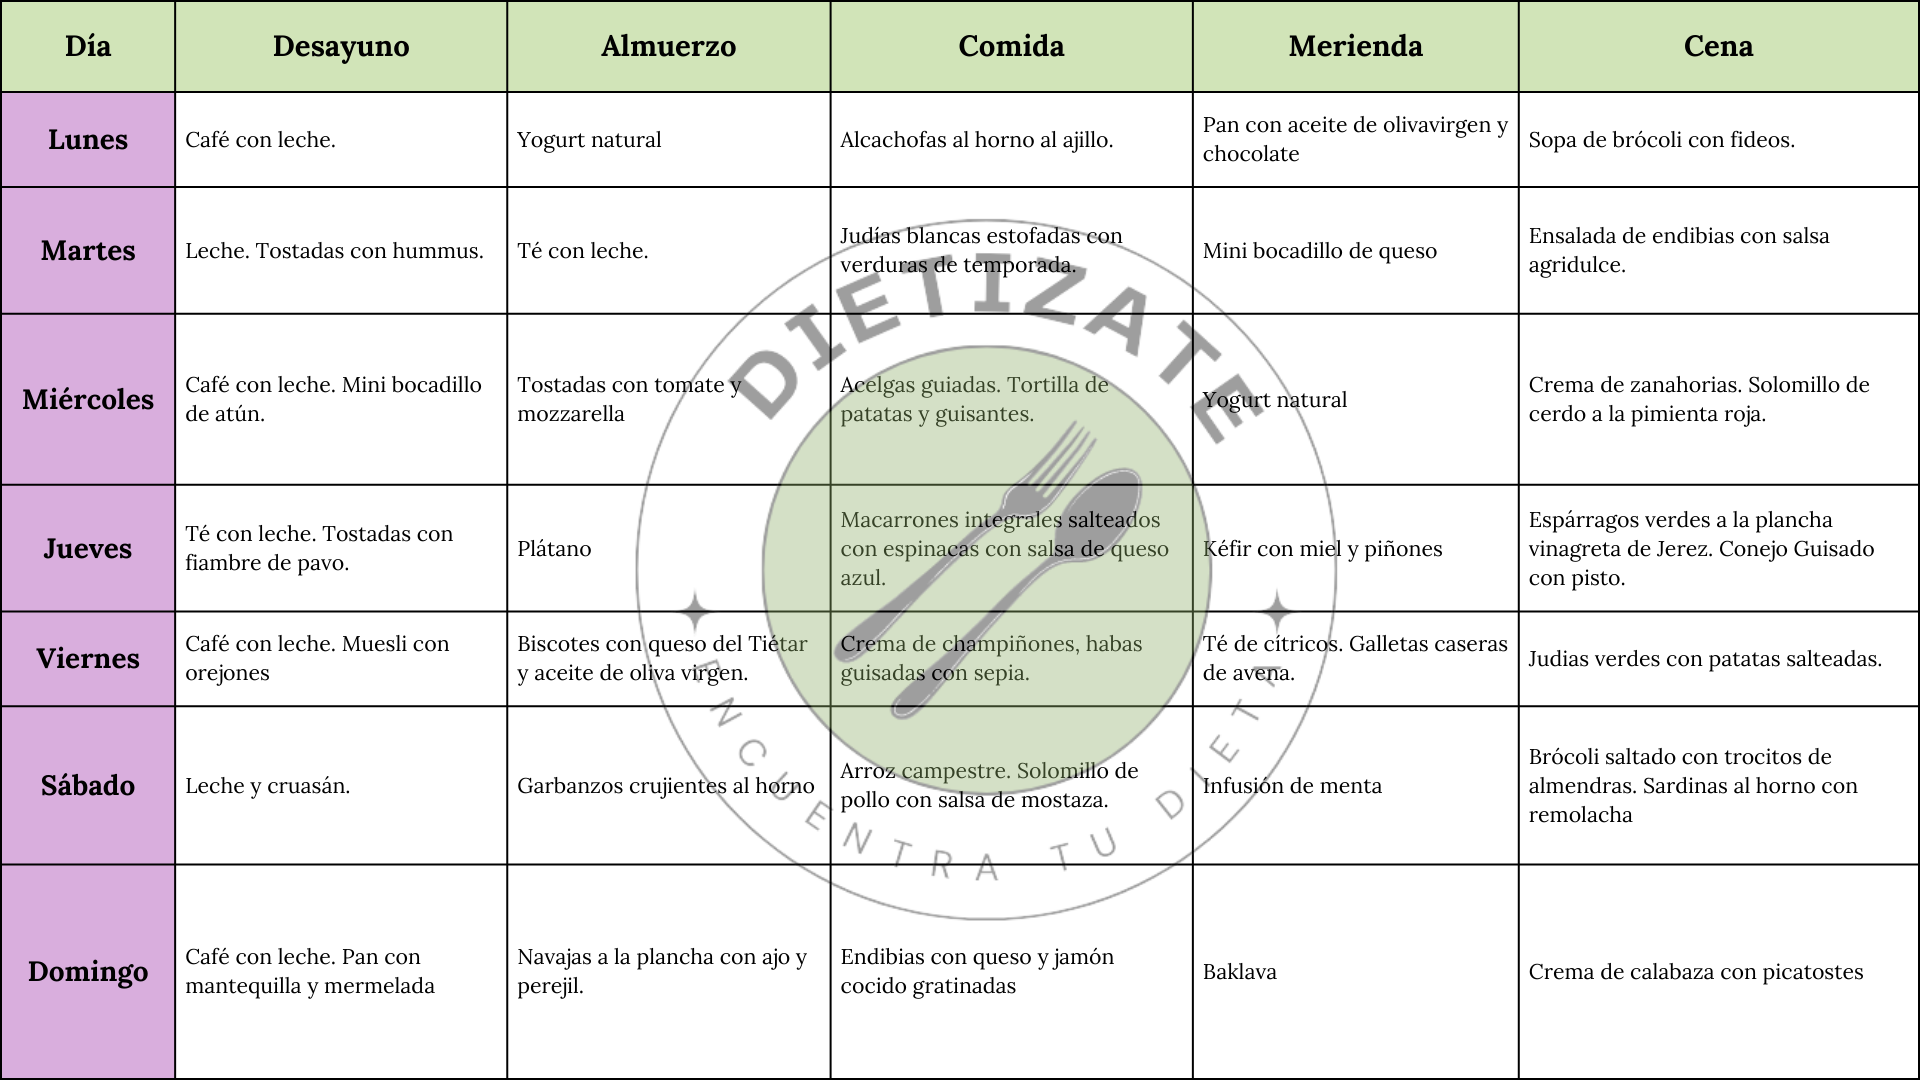 Día Desayuno Almuerzo Comida Merienda Cena
Lunes
Café con leche.
Yogurt natural
Alcachofas al horno al ajillo.
Pan con aceite de olivavirgen y
chocolate
Sopa de brócoli con fideos.
Martes
Leche. Tostadas con hummus.
Té con leche.
Judías blancas estofadas con
verduras de temporada.
Mini bocadillo de queso
Ensalada de endibias con salsa
agridulce.
Miércoles
Café con leche. Mini bocadillo
de atún.
Tostadas con tomate y
mozzarella
Acelgas guiadas. Tortilla de
patatas y guisantes.
Yogurt natural
Crema de zanahorias. Solomillo de
cerdo a la pimienta roja.
Jueves
Té con leche. Tostadas con
fiambre de pavo.
Plátano
Macarrones integrales salteados
con espinacas con salsa de queso
azul.
Kéfir con miel y piñones
Espárragos verdes a la plancha
vinagreta de Jerez. Conejo Guisado
con pisto.
Viernes
Café con leche. Muesli con
orejones
Biscotes con queso del Tiétar
y aceite de oliva virgen.
Crema de champiñones, habas
guisadas con sepia.
Té de cítricos. Galletas caseras
de avena.
Judias verdes con patatas salteadas.
Sábado
Leche y cruasán.
Garbanzos crujientes al horno
Arroz campestre. Solomillo de
pollo con salsa de mostaza.
Infusión de menta
Brócoli saltado con trocitos de
almendras. Sardinas al horno con
remolacha
Domingo
Café con leche. Pan con
mantequilla y mermelada
Navajas a la plancha con ajo y
perejil.
Endibias con queso y jamón
cocido gratinadas
Baklava
Crema de calabaza con picatostes
DIETIZATE
ENCUENTRA TU DIETA